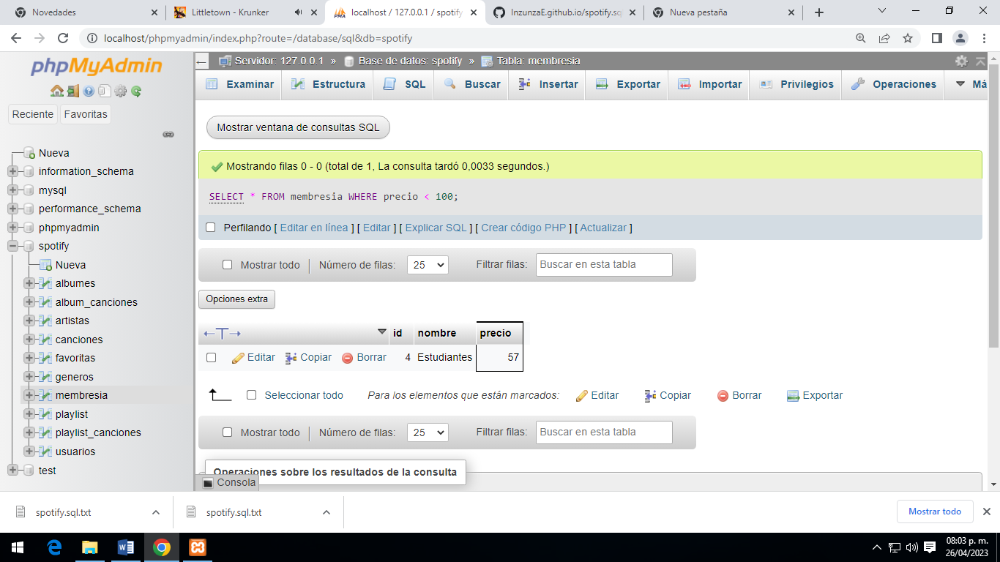 Novedades
Littletown - Krunker
localhost / 127.0.0.1 / spotify
InzunzaE.github.io/spotify.sq
Nueva pestaña
localhost/phpmyadmin/index.php?route=/database/sql&db=spotify
phpMyAdmin
Reciente
Favoritas
Nueva
information_schema
mysql
performance_schema
phpmyadmin
spotify
Nueva
albumes
album_canciones
artistas
canciones
favoritas
generos
membresia
playlist
playlist_canciones
usuarios
test
Servidor: 127.0.0.1 » Base de datos: spotify » Tabla: membresia
Examinar Estructura SQL Buscar Insertar Exportar Importar Privilegios Operaciones Má
Mostrar ventana de consultas SQL
Mostrando filas 0 - 0 (total de 1, La consulta tardó 0,0033 segundos.)
SELECT * FROM membresia WHERE precio < 100;
Perfilando [ Editar en línea ] [ Editar ] [ Explicar SQL ] [ Crear código PHP ] [ Actualizar ]
Mostrar todo | Número de filas: 25 Filtrar filas: Buscar en esta tabla
Opciones extra
←T→ id nombre precio
Editar Copiar Borrar 4 Estudiantes 57
Seleccionar todo Para los elementos que están marcados: Editar Copiar Borrar Exportar
Mostrar todo | Número de filas: 25 Filtrar filas: Buscar en esta tabla
Operaciones sobre los resultados de la consulta
Consola
spotify.sql.txt
spotify.sql.txt
Mostrar todo
08:03 p. m.
26/04/2023